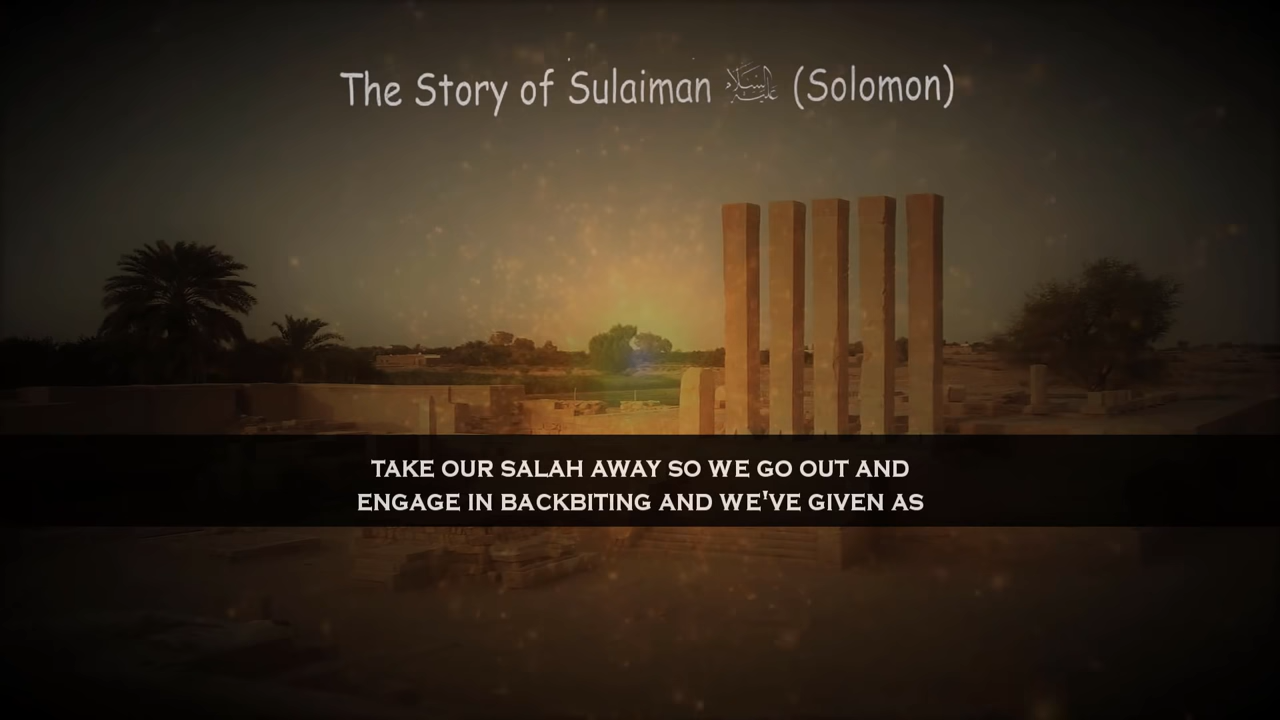 The Story of Sulaiman عليه السلام (Solomon)
TAKE OUR SALAH AWAY SO WE GO OUT AND
ENGAGE IN BACKBITING AND WE'VE GIVEN AS